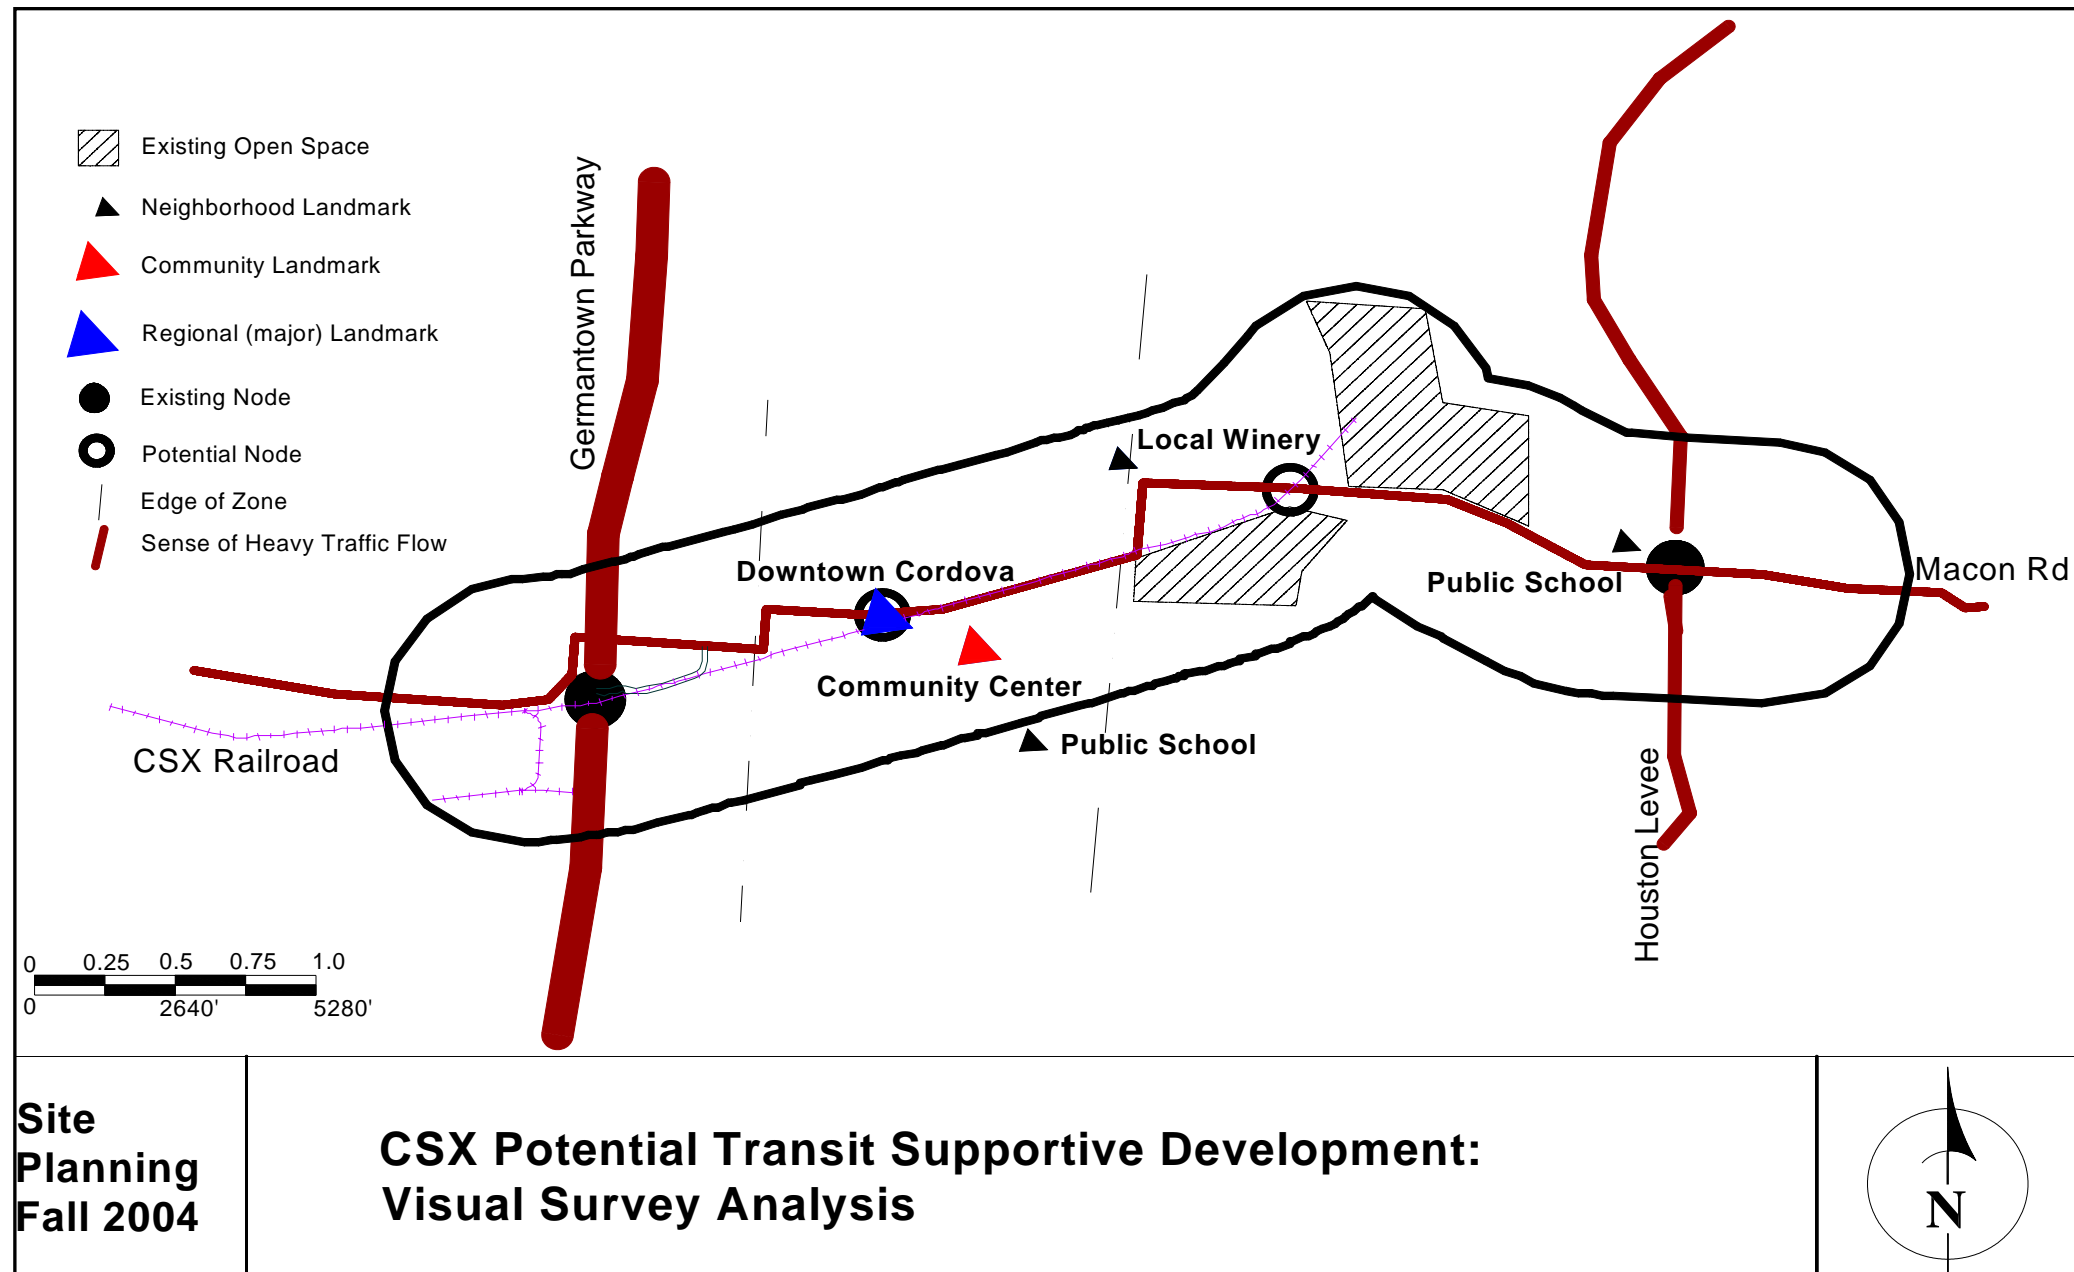 Existing Open Space
Neighborhood Landmark
Community Landmark
Regional (major) Landmark
Existing Node
Potential Node
Edge of Zone
Sense of Heavy Traffic Flow
Germantown Parkway
Local Winery
Downtown Cordova
Public School
Macon Rd
Community Center
Public School
CSX Railroad
Houston Levee
0 0.25 0.5 0.75 1.0
0 2640' 5280'
Site
Planning
Fall 2004
CSX Potential Transit Supportive Development:
Visual Survey Analysis
N